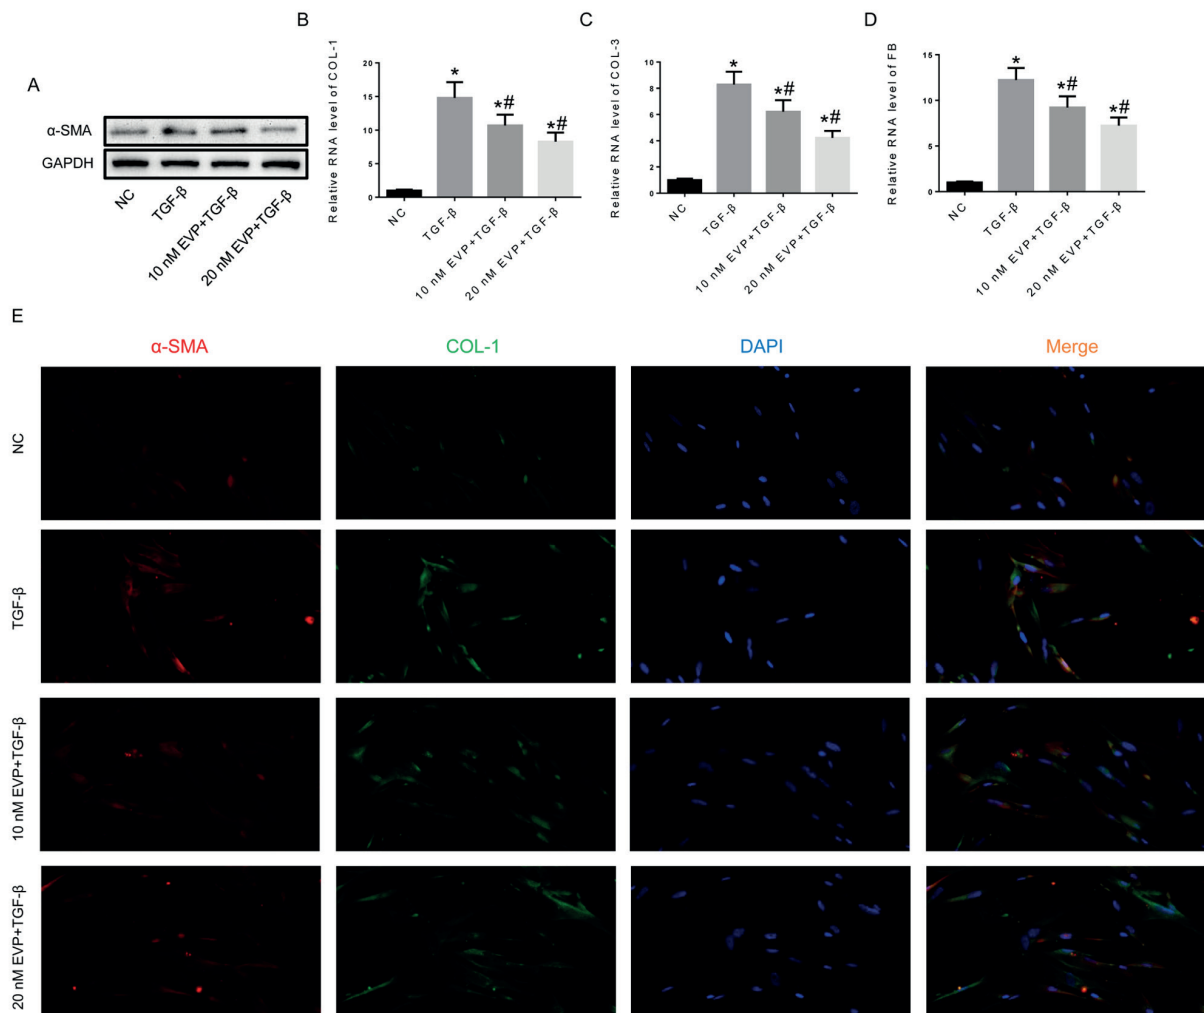 A
α-SMA
GAPDH
NC
TGF-β
10 nM EVP+TGF-β
20 nM EVP+TGF-β
B
Relative RNA level of COL-1
20
15
10
5
0
*
*#
*#
NC
TGF-β
10 nM EVP+TGF-β
20 nM EVP+TGF-β
C
Relative RNA level of COL-3
10
8
6
4
2
0
*
*#
*#
NC
TGF-β
10 nM EVP+TGF-β
20 nM EVP+TGF-β
D
Relative RNA level of FB
15
10
5
0
*
*#
*#
NC
TGF-β
10 nM EVP+TGF-β
20 nM EVP+TGF-β
E
α-SMA
COL-1
DAPI
Merge
NC
TGF-β
10 nM EVP+TGF-β
20 nM EVP+TGF-β